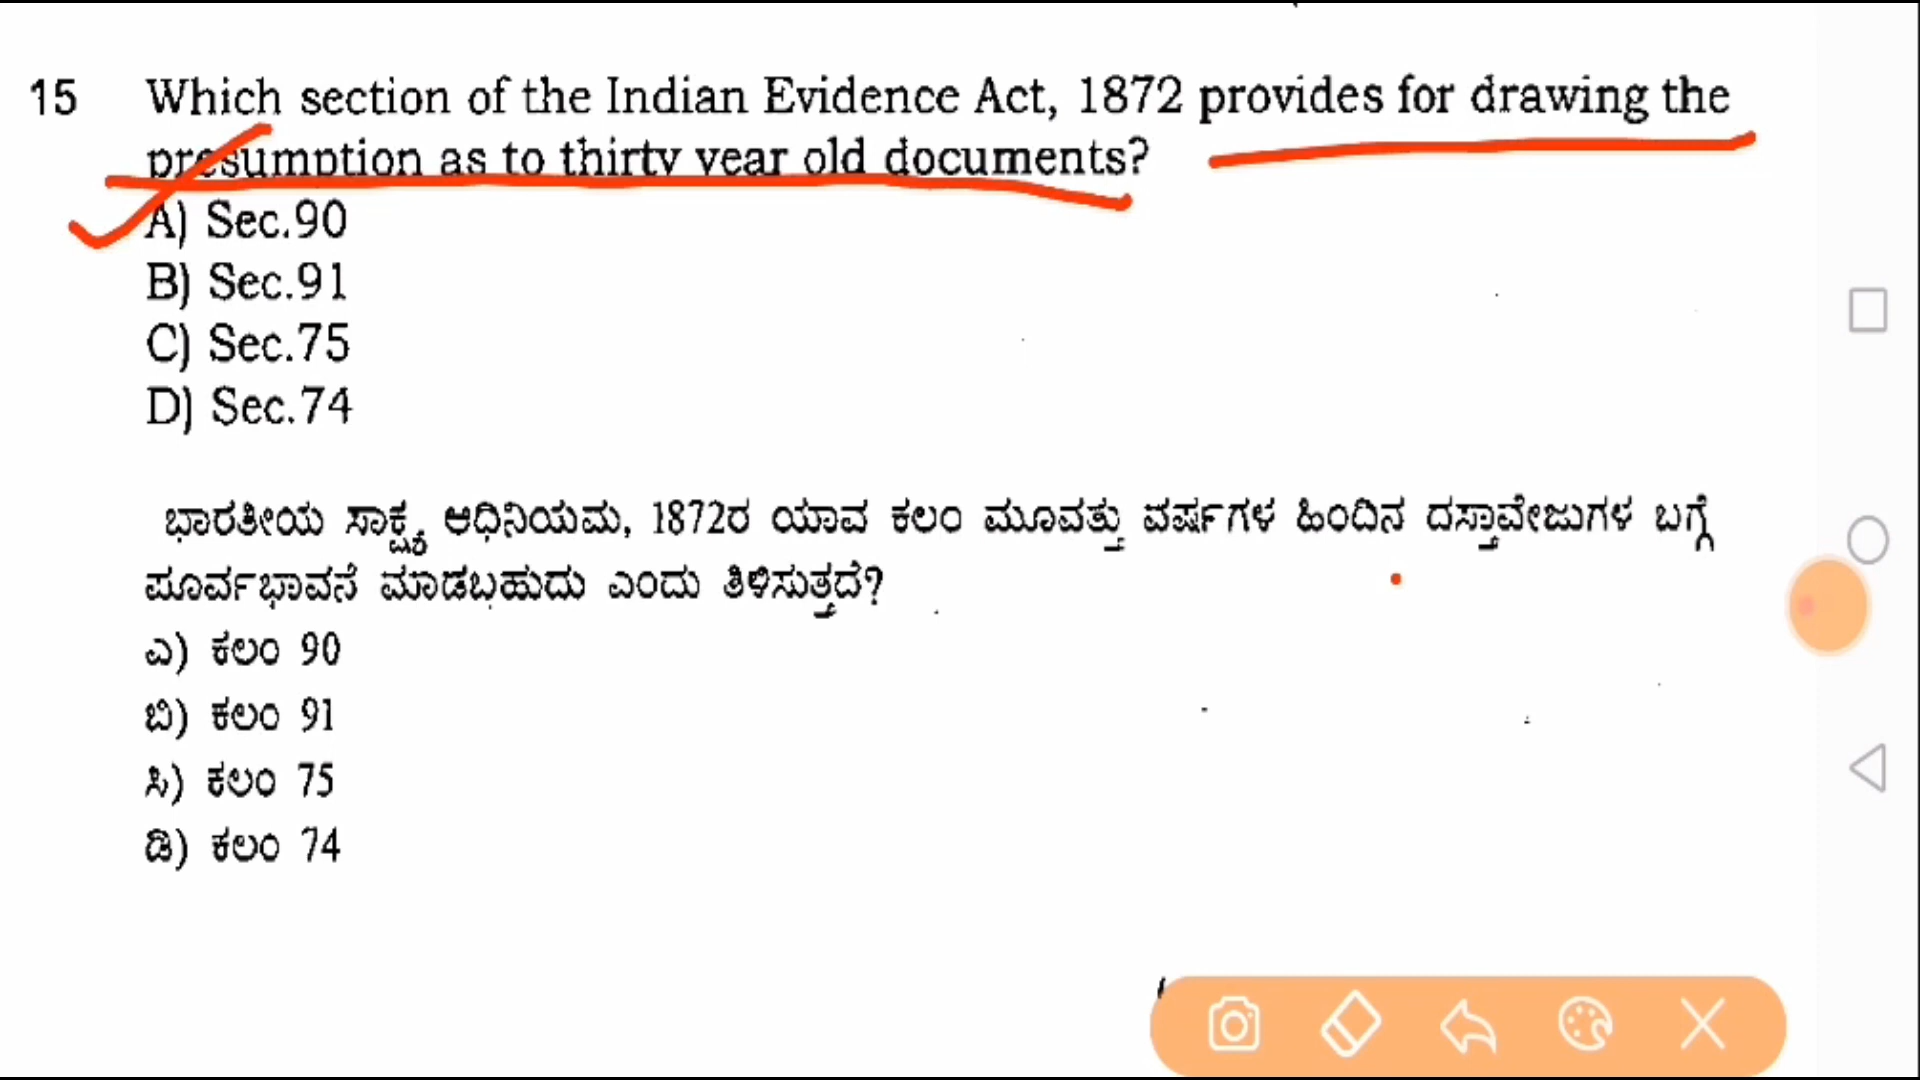 15 Which section of the Indian Evidence Act, 1872 provides for drawing the
presumption as to thirty year old documents?
A) Sec.90
B) Sec.91
C) Sec.75
D) Sec.74
ಭಾರತೀಯ ಸಾಕ್ಷ್ಯ ಆಧಿನಿಯಮ, 1872ರ ಯಾವ ಕಲಂ ಮೂವತ್ತು ವರ್ಷಗಳ ಹಿಂದಿನ ದಸ್ತಾವೇಜುಗಳ ಬಗ್ಗೆ
ಪೂರ್ವಭಾವನೆ ಮಾಡಬಹುದು ಎಂದು ತಿಳಿಸುತ್ತದೆ?
ಎ) ಕಲಂ 90
ಬಿ) ಕಲಂ 91
ಸಿ) ಕಲಂ 75
ಡಿ) ಕಲಂ 74